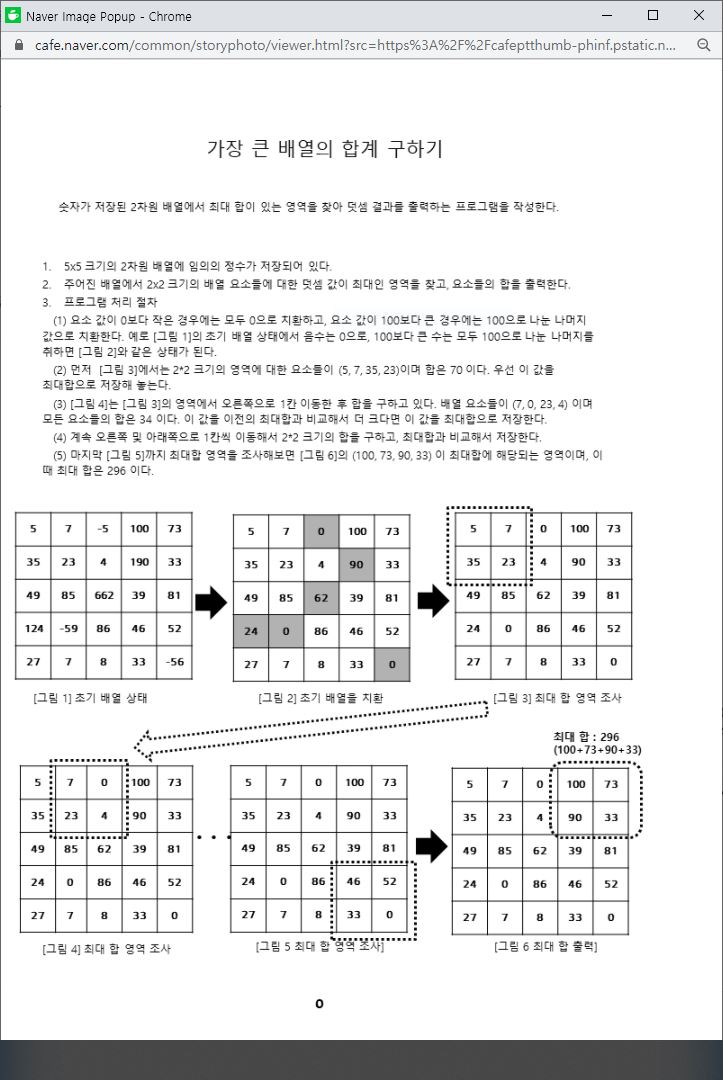 Naver Image Popup - Chrome
cafe.naver.com/common/storyphoto/viewer.html?src=https%3A%2F%2Fcafeptthumb-phinf.pstatic.n...
가장 큰 배열의 합계 구하기
숫자가 저장된 2차원 배열에서 최대 합이 있는 영역을 찾아 덧셈 결과를 출력하는 프로그램을 작성한다.
1. 5x5 크기의 2차원 배열에 임의의 정수가 저장되어 있다.
2. 주어진 배열에서 2x2 크기의 배열 요소들에 대한 덧셈 값이 최대인 영역을 찾고, 요소들의 합을 출력한다.
3. 프로그램 처리 절차
(1) 요소 값이 0보다 작은 경우에는 모두 0으로 치환하고, 요소 값이 100보다 큰 경우에는 100으로 나눈 나머지
값으로 치환한다. 예로 [그림 1]의 초기 배열 상태에서 음수는 0으로, 100보다 큰 수는 모두 100으로 나눈 나머지를
취하면 [그림 2]와 같은 상태가 된다.
(2) 먼저 [그림 3]에서는 2*2 크기의 영역에 대한 요소들이 (5, 7, 35, 23)이며 합은 70 이다. 우선 이 값을
최대합으로 저장해 놓는다.
(3) [그림 4]는 [그림 3]의 영역에서 오른쪽으로 1칸 이동한 후 합을 구하고 있다. 배열 요소들이 (7, 0, 23, 4) 이며
모든 요소들의 합은 34 이다. 이 값을 이전의 최대합과 비교해서 더 크다면 이 값을 최대합으로 저장한다.
(4) 계속 오른쪽 및 아래쪽으로 1칸씩 이동해서 2*2 크기의 합을 구하고, 최대합과 비교해서 저장한다.
(5) 마지막 [그림 5]까지 최대합 영역을 조사해보면 [그림 6]의 (100, 73, 90, 33) 이 최대합에 해당되는 영역이며, 이
때 최대 합은 296 이다.
5 7 -5 100 73
35 23 4 190 33
49 85 662 39 81
124 -59 86 46 52
27 7 8 33 -56
[그림 1] 초기 배열 상태
5 7 0 100 73
35 23 4 90 33
49 85 62 39 81
24 0 86 46 52
27 7 8 33 0
[그림 2] 초기 배열을 치환
5 7 0 100 73
35 23 4 90 33
49 85 62 39 81
24 0 86 46 52
27 7 8 33 0
[그림 3] 최대 합 영역 조사
5 7 0 100 73
35 23 4 90 33
49 85 62 39 81
24 0 86 46 52
27 7 8 33 0
[그림 4] 최대 합 영역 조사
5 7 0 100 73
35 23 4 90 33
49 85 62 39 81
24 0 86 46 52
27 7 8 33 0
[그림 5 최대 합 영역 조사]
최대 합 : 296
(100+73+90+33)
5 7 0 100 73
35 23 4 90 33
49 85 62 39 81
24 0 86 46 52
27 7 8 33 0
[그림 6 최대 합 출력]
0